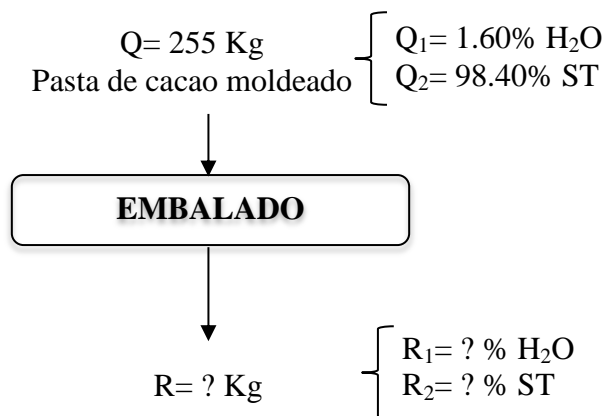 Q= 255 Kg
Pasta de cacao moldeado
Q₁= 1.60% H₂O
Q₂= 98.40% ST
EMBALADO
R= ? Kg
R₁= ? % H₂O
R₂= ? % ST